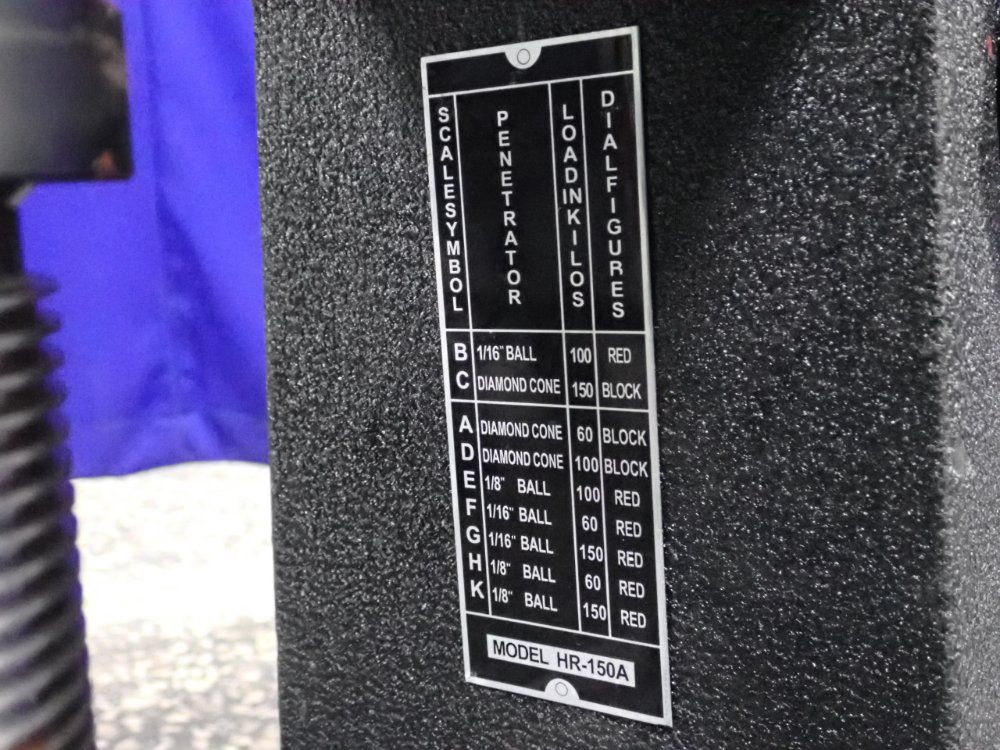 SCALESYMBOL PENETRATOR LOADINKILOS DIALFIGURES
B 1/16" BALL 100 RED
C DIAMOND CONE 150 BLOCK
A DIAMOND CONE 60 BLOCK
D DIAMOND CONE 100 BLOCK
E 1/8" BALL 100 RED
F 1/16" BALL 60 RED
G 1/16" BALL 150 RED
H 1/8" BALL 60 RED
K 1/8" BALL 150 RED
MODEL HR-150A